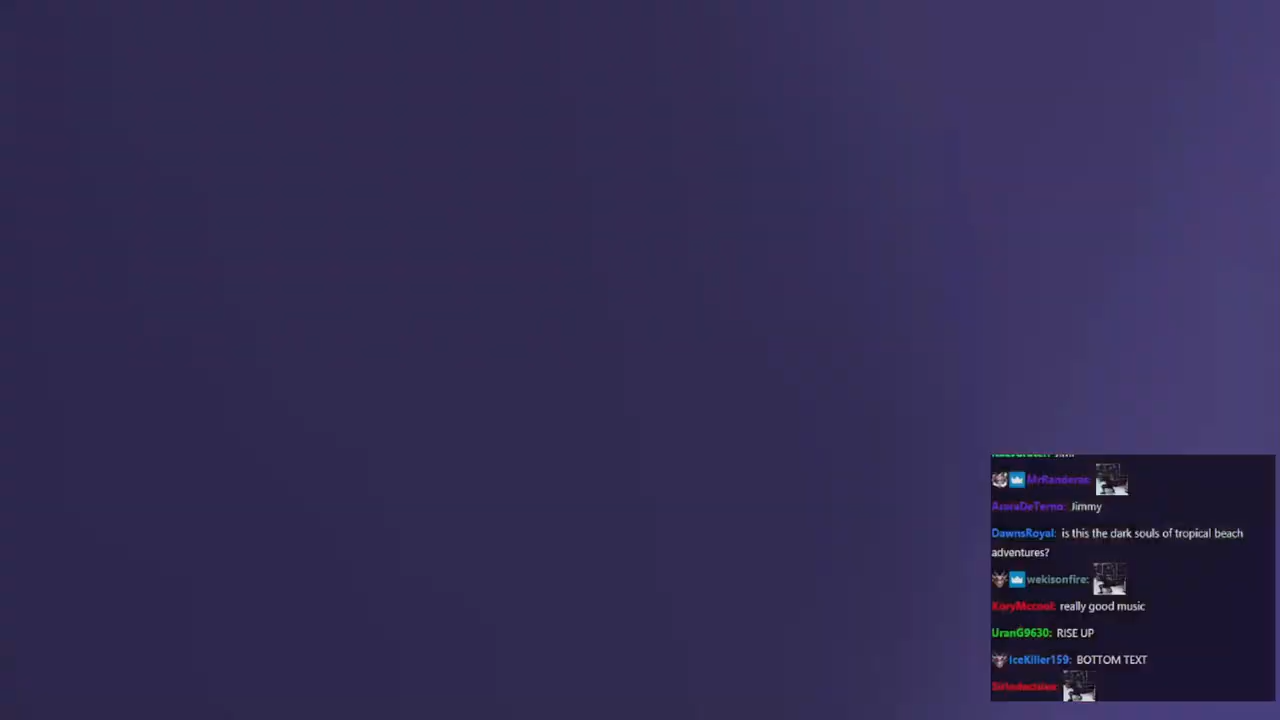 MrRanderas:
AzoraDeTerno: Jimmy
DawnsRoyal: is this the dark souls of tropical beach
adventures?
wekisonfire:
KoryMccool: really good music
UranG9630: RISE UP
IceKiller159: BOTTOM TEXT